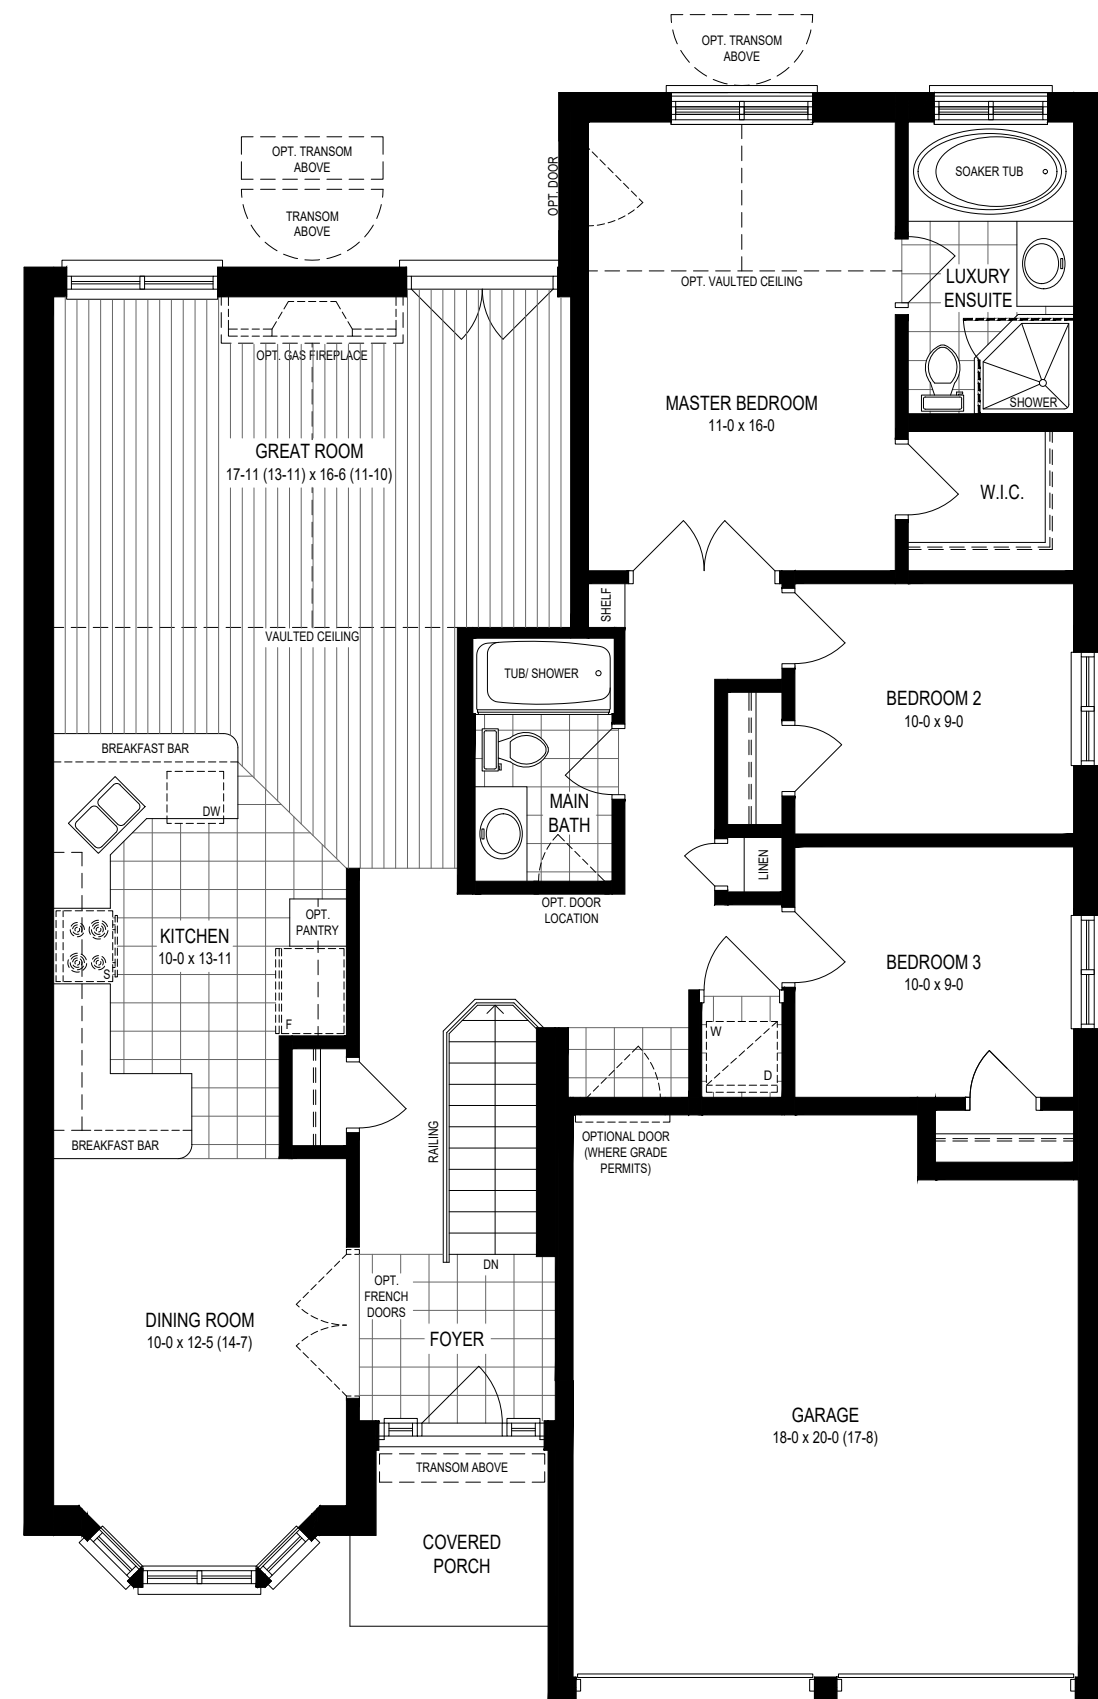 OPT. TRANSOM
ABOVE
OPT. TRANSOM
ABOVE
TRANSOM
ABOVE
OPT. DOOR
SOAKER TUB
OPT. VAULTED CEILING
LUXURY
ENSUITE
SHOWER
OPT. GAS FIREPLACE
MASTER BEDROOM
11-0 x 16-0
GREAT ROOM
17-11 (13-11) x 16-6 (11-10)
W.I.C.
SHELF
VAULTED CEILING
TUB/ SHOWER
BEDROOM 2
10-0 x 9-0
BREAKFAST BAR
DW
MAIN
BATH
LINEN
OPT. DOOR
LOCATION
OPT.
PANTRY
KITCHEN
10-0 x 13-11
S
F
BEDROOM 3
10-0 x 9-0
W
D
BREAKFAST BAR
RAILING
OPTIONAL DOOR
(WHERE GRADE
PERMITS)
DN
OPT.
FRENCH
DOORS
FOYER
DINING ROOM
10-0 x 12-5 (14-7)
GARAGE
18-0 x 20-0 (17-8)
TRANSOM ABOVE
COVERED
PORCH